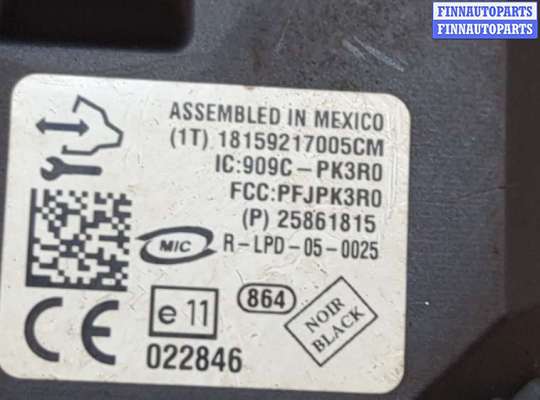 FINNAUTOPARTS
FINNAUTOPARTS
ASSEMBLED IN MEXICO
(1T) 18159217005CM
IC:909C-PK3R0
FCC:PFJPK3R0
(P) 25861815
MIC R-LPD-05-0025
CE e11 864 NOIR
BLACK
022846